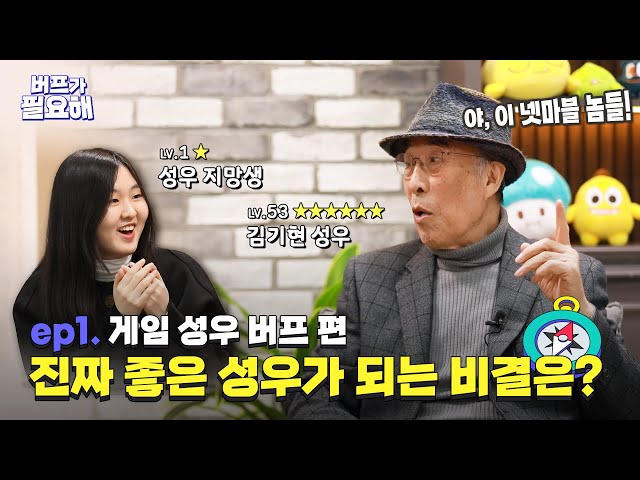 버프가
필요해
야, 이 넷마블 놈들!
LV.1 ★
성우 지망생
LV.53 ★★★★★★
김기현 성우
ep1. 게임 성우 버프 편
진짜 좋은 성우가 되는 비결은?